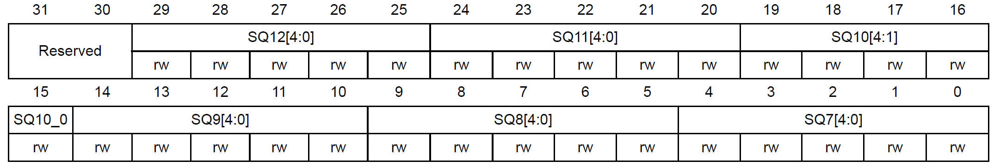 31 30 29 28 27 26 25 24 23 22 21 20 19 18 17 16
Reserved SQ12[4:0] SQ11[4:0] SQ10[4:1]
rw rw rw rw rw rw rw rw rw rw rw rw rw rw
15 14 13 12 11 10 9 8 7 6 5 4 3 2 1 0
SQ10_0 SQ9[4:0] SQ8[4:0] SQ7[4:0]
rw rw rw rw rw rw rw rw rw rw rw rw rw rw rw rw